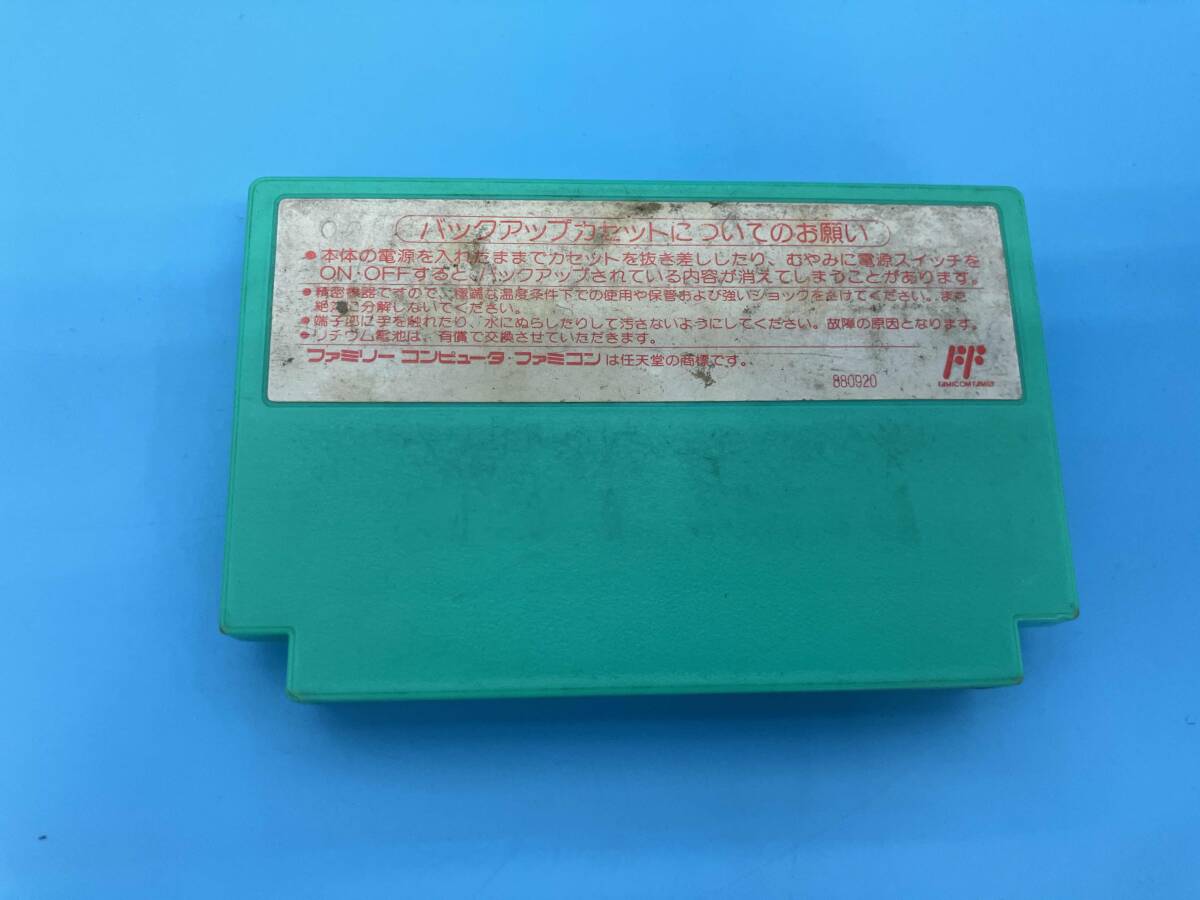 バックアップカセットについてのお願い
●本体の電源を入れたままでカセットを抜き差ししたり、むやみに電源スイッチを
ON・OFFすると、バックアップされている内容が消えてしまうことがあります。
●精密機器ですので、極端な温度条件下での使用や保管および強いショックをさけてください。また
絶対に分解しないでください。
●端子部に手を触れたり、水にぬらしたりして汚さないようにしてください。故障の原因となります。
●リチウム電池は、有償で交換させていただきます。
ファミリーコンピュータ・ファミコンは任天堂の商標です。
FF
FAMICOM FAMILY
880920